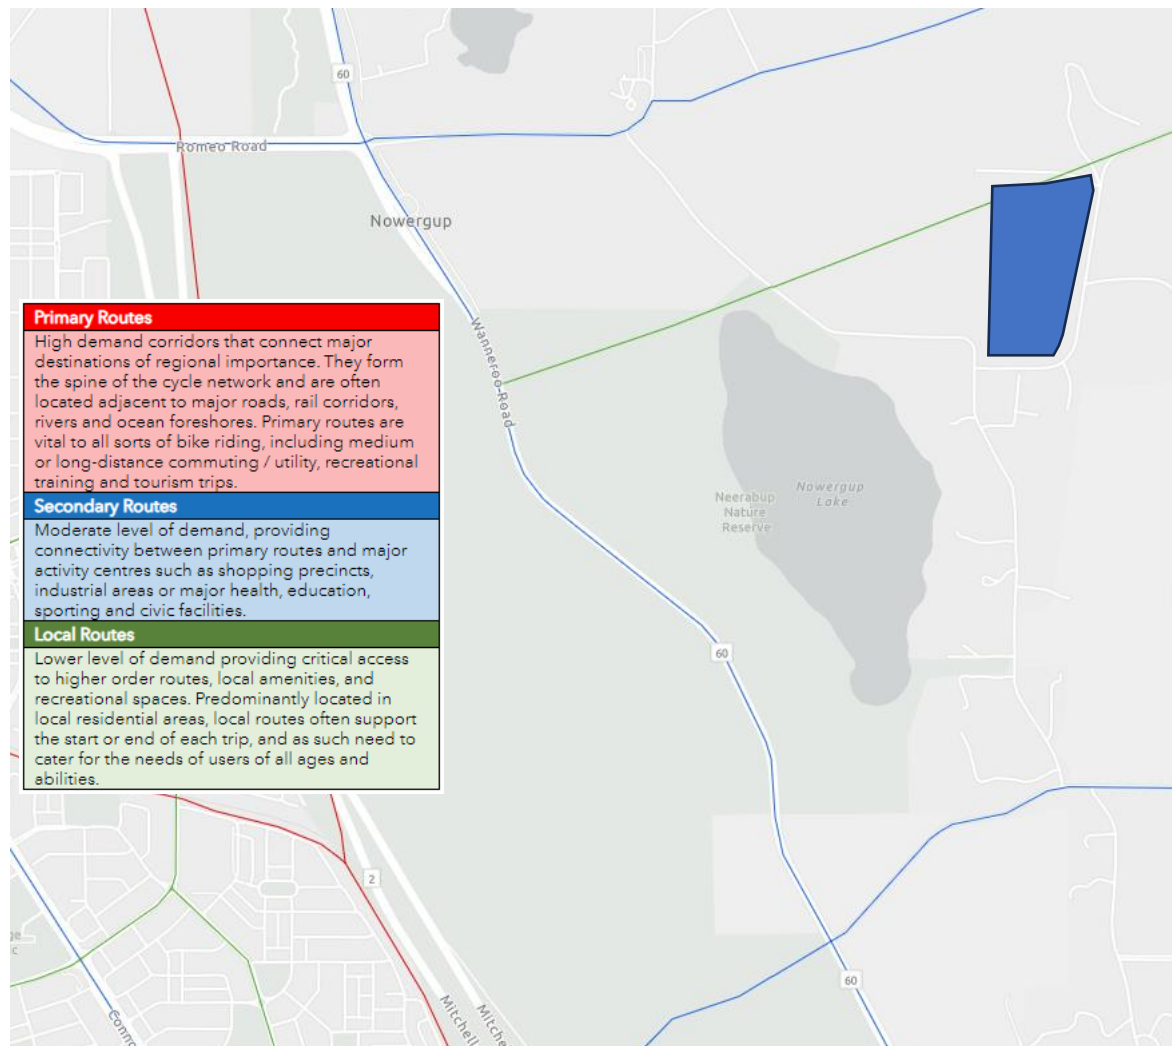 60
Romeo Road
Nowergup
Primary Routes
High demand corridors that connect major
destinations of regional importance. They form
the spine of the cycle network and are often
located adjacent to major roads, rail corridors,
rivers and ocean foreshores. Primary routes are
vital to all sorts of bike riding, including medium
or long-distance commuting / utility, recreational
training and tourism trips.
Secondary Routes
Moderate level of demand, providing
connectivity between primary routes and major
activity centres such as shopping precincts,
industrial areas or major health, education,
sporting and civic facilities.
Local Routes
Lower level of demand providing critical access
to higher order routes, local amenities, and
recreational spaces. Predominantly located in
local residential areas, local routes often support
the start or end of each trip, and as such need to
cater for the needs of users of all ages and
abilities.
Wanneroo Road
Nowergup
Lake
Neerabup
Nature
Reserve
60
2
60
Mitchell